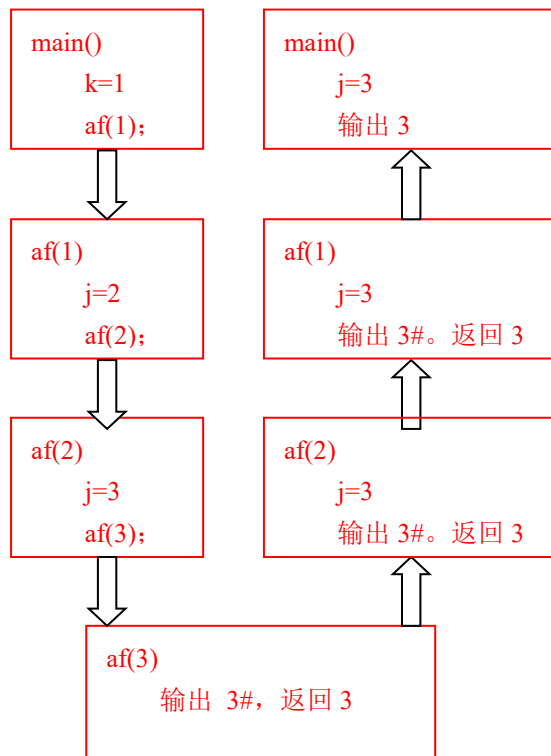 main()
k=1
af(1);
af(1)
j=2
af(2);
af(2)
j=3
af(3);
af(3)
输出 3#，返回 3
af(2)
j=3
输出 3#。返回 3
af(1)
j=3
输出 3#。返回 3
main()
j=3
输出 3